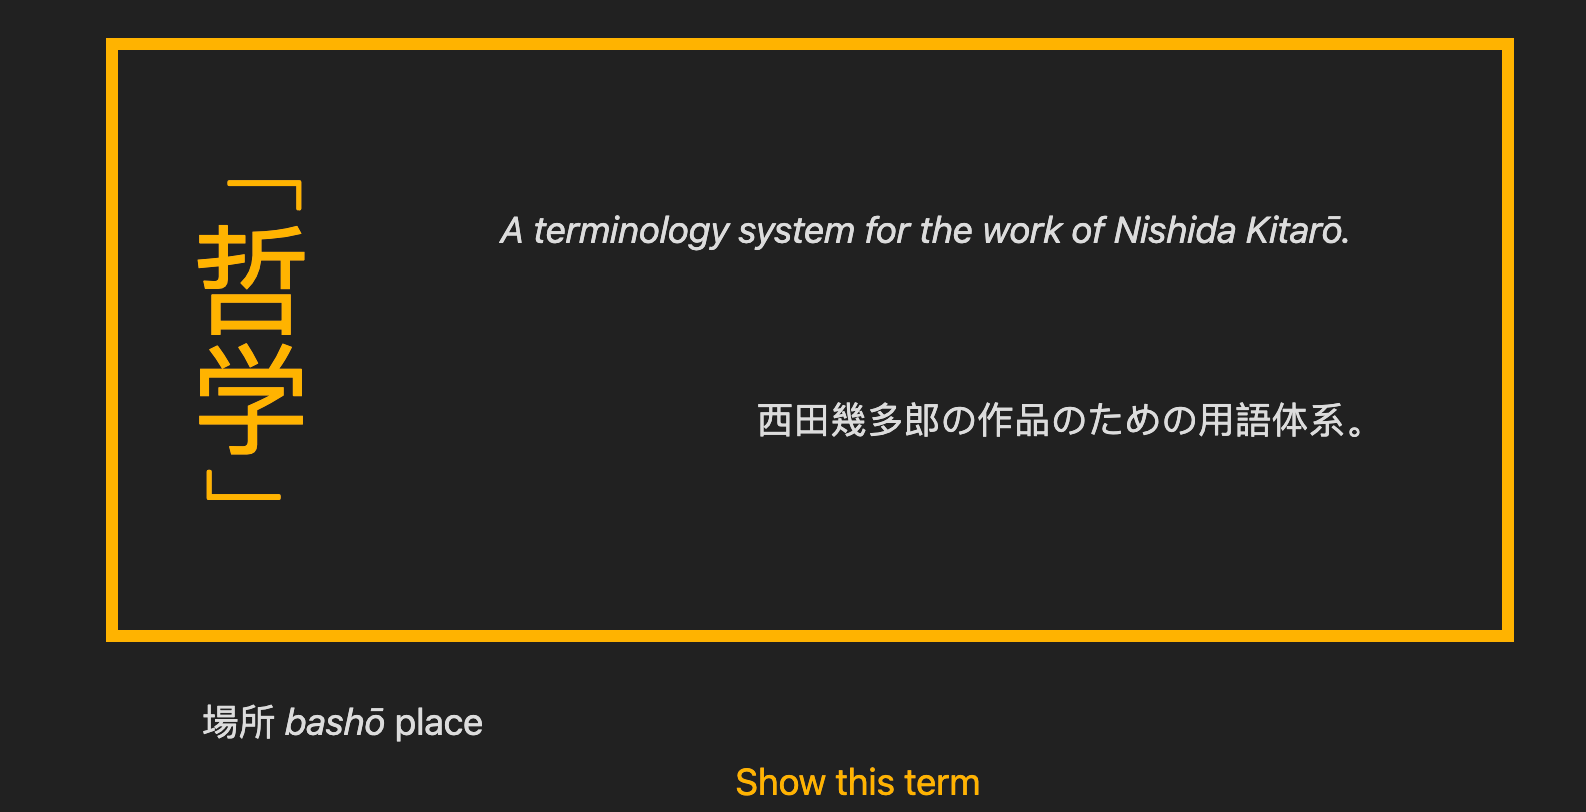 「哲学」
A terminology system for the work of Nishida Kitarō.
西田幾多郎の作品のための用語体系。
場所 bashō place
Show this term